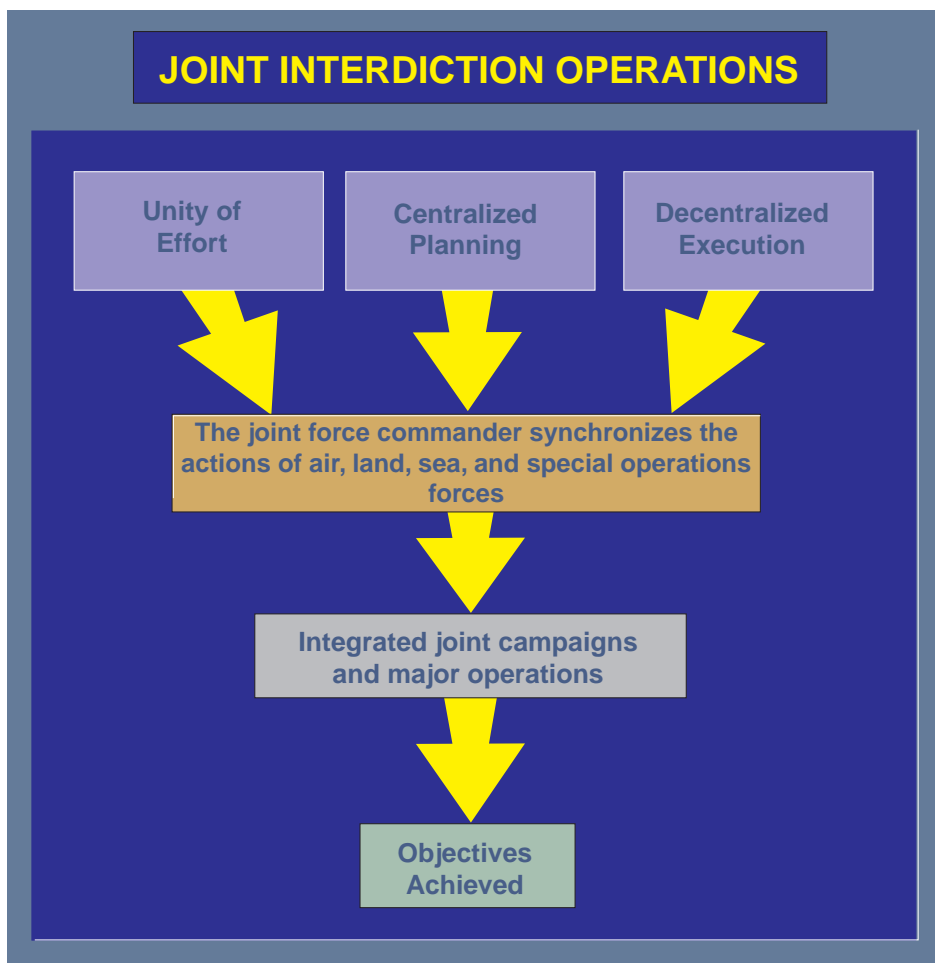 JOINT INTERDICTION OPERATIONS
Unity of
Effort
Centralized
Planning
Decentralized
Execution
The joint force commander synchronizes the
actions of air, land, sea, and special operations
forces
Integrated joint campaigns
and major operations
Objectives
Achieved